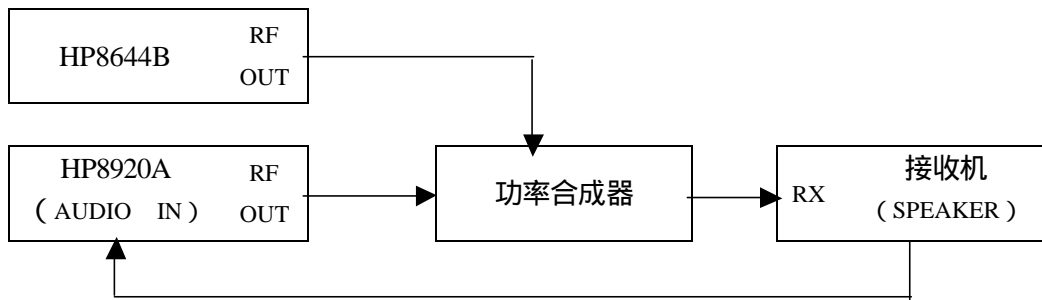 HP8644B
RF
OUT
HP8920A
（AUDIO IN）
RF
OUT
功率合成器
RX
接收机
（SPEAKER）